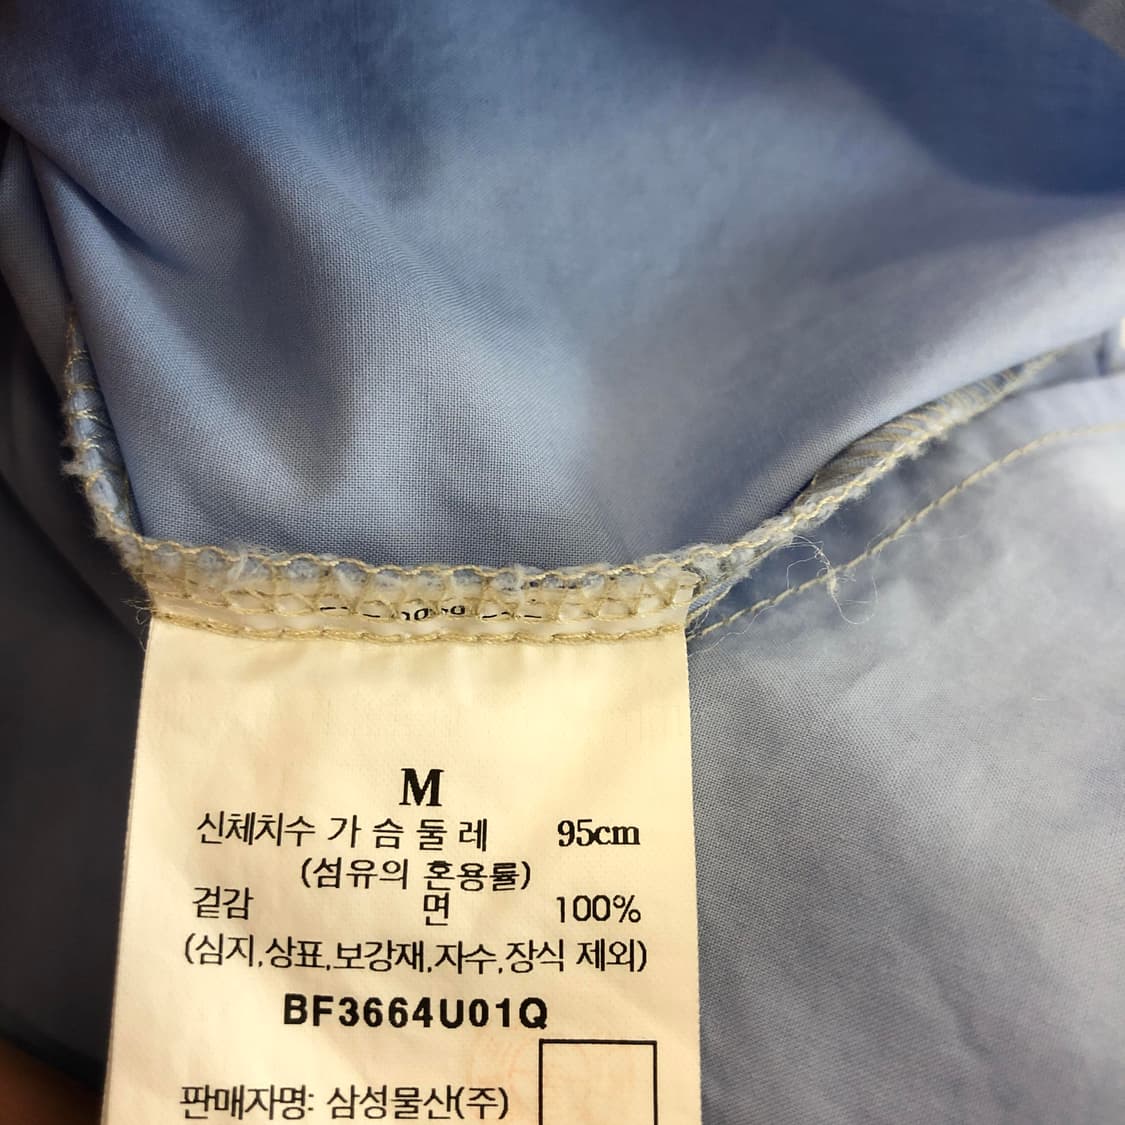 M
신체치수 가 슴 둘 레 95cm
(섬유의 혼용률)
겉감 면 100%
(심지,상표,보강재,자수,장식 제외)
BF3664U01Q
판매자명: 삼성물산(주)